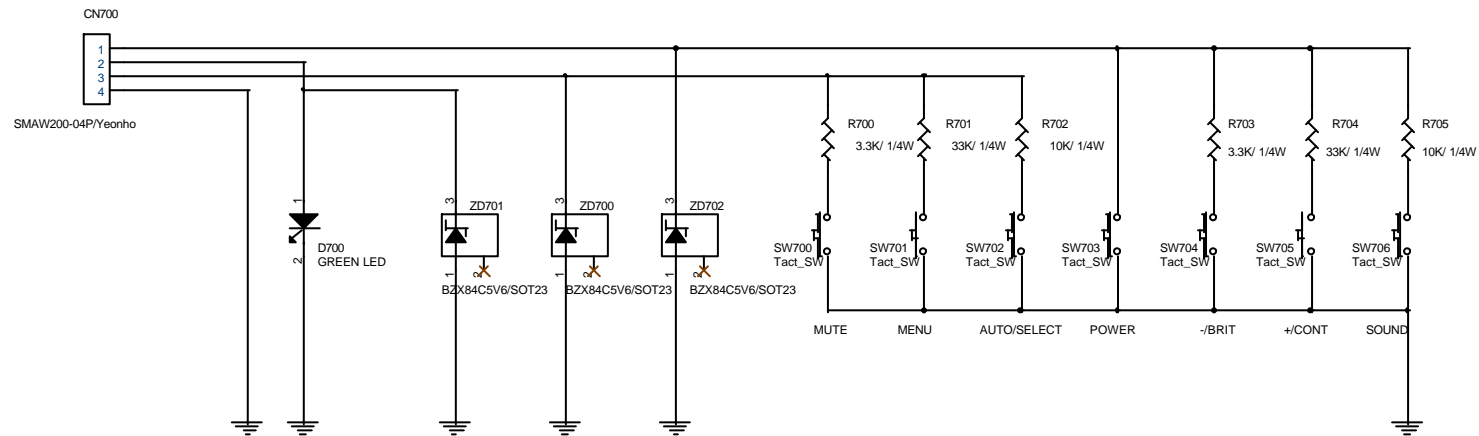 CN700
1
2
3
4
SMAW200-04P/Yeonho
R700
3.3K/ 1/4W
R701
33K/ 1/4W
R702
10K/ 1/4W
R703
3.3K/ 1/4W
R704
33K/ 1/4W
R705
10K/ 1/4W
1
D700
GREEN LED
2
3
ZD701
1
2
BZX84C5V6/SOT23
3
ZD700
1
2
BZX84C5V6/SOT23
3
ZD702
1
2
BZX84C5V6/SOT23
SW700
Tact_SW
SW701
Tact_SW
SW702
Tact_SW
SW703
Tact_SW
SW704
Tact_SW
SW705
Tact_SW
SW706
Tact_SW
MUTE
MENU
AUTO/SELECT
POWER
-/BRIT
+/CONT
SOUND